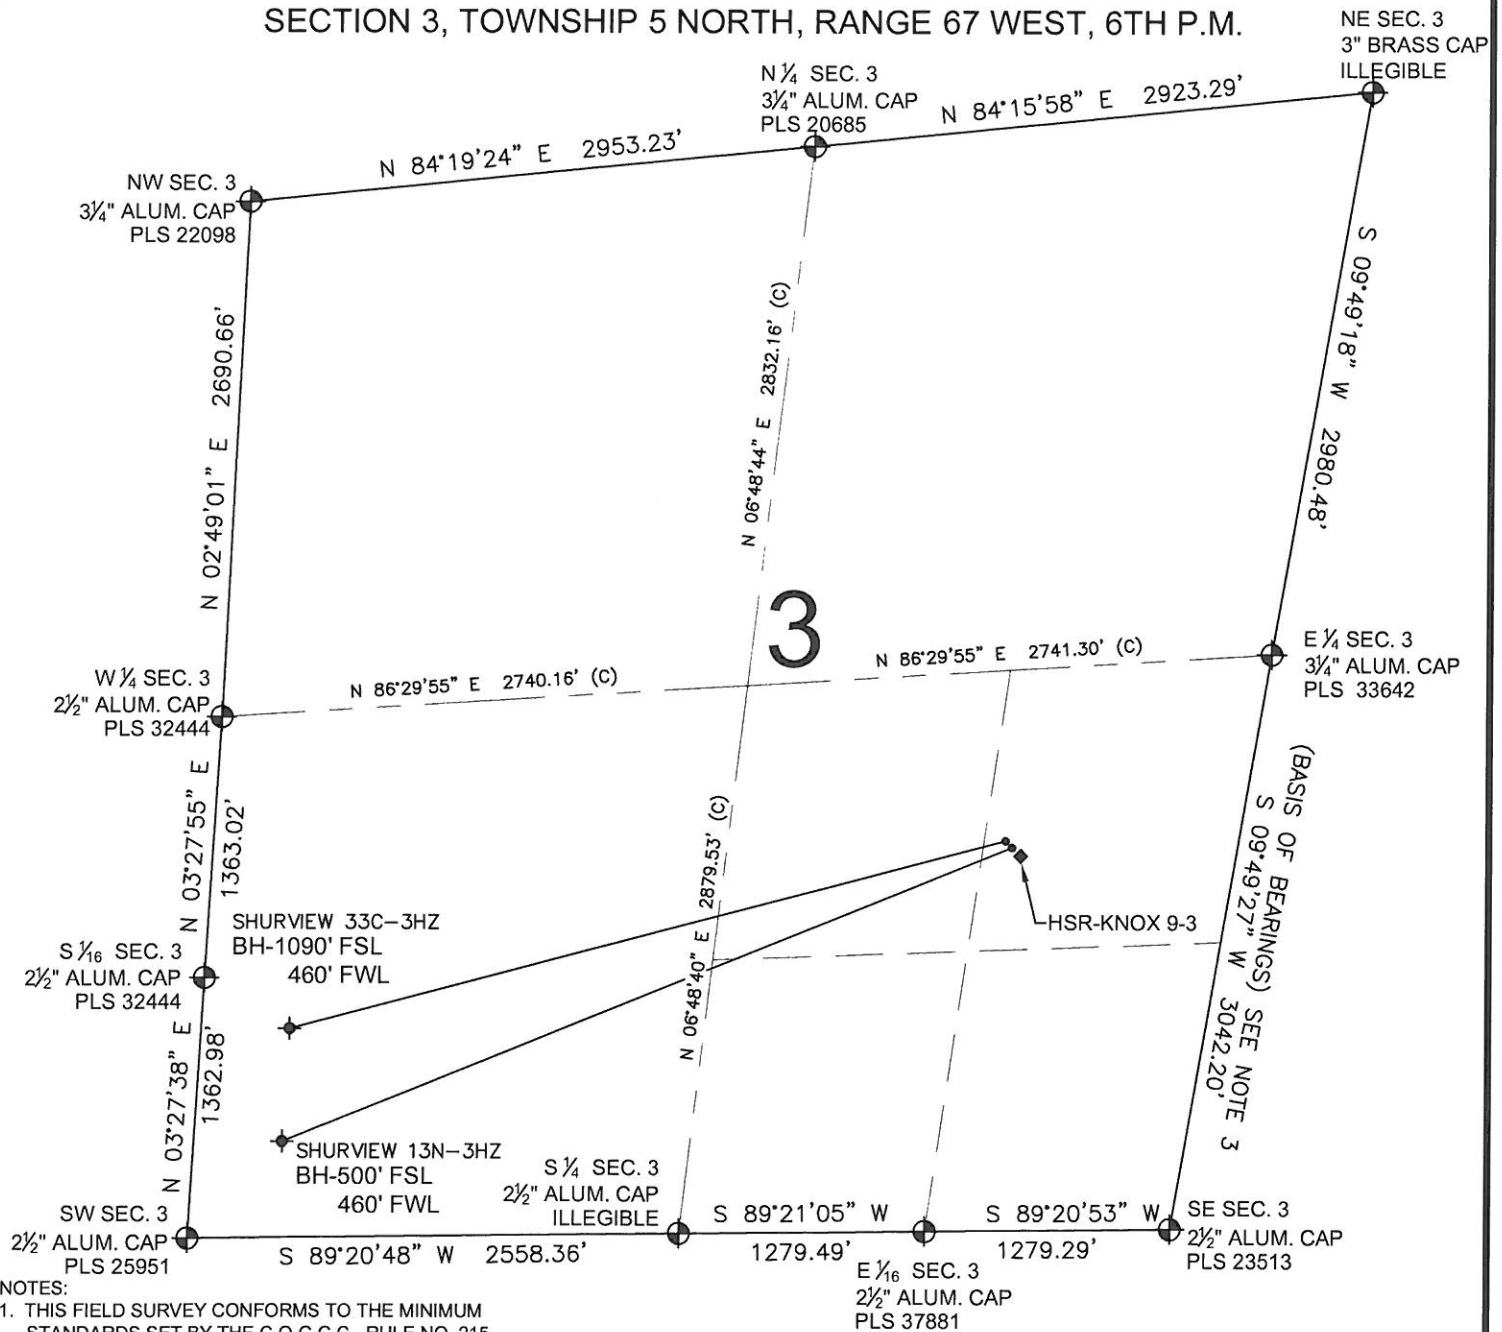 SECTION 3, TOWNSHIP 5 NORTH, RANGE 67 WEST, 6TH P.M.
NE SEC. 3
3" BRASS CAP
ILLEGIBLE
N ¼ SEC. 3
3¼" ALUM. CAP
PLS 20685
N 84°15'58" E 2923.29'
N 84°19'24" E 2953.23'
NW SEC. 3
3¼" ALUM. CAP
PLS 22098
N 02°49'01" E 2690.66'
N 06°48'44" E 2832.16' (C)
S 09°49'18" W 2980.48'
3
N 86°29'55" E 2740.16' (C)
N 86°29'55" E 2741.30' (C)
E ¼ SEC. 3
3¼" ALUM. CAP
PLS 33642
W ¼ SEC. 3
2½" ALUM. CAP
PLS 32444
N 03°27'55" E
1363.02'
N 06°48'40" E 2879.53' (C)
(BASIS OF BEARINGS) SEE NOTE 3
S 09°49'27" W 3042.20'
HSR-KNOX 9-3
SHURVIEW 33C-3HZ
BH-1090' FSL
460' FWL
S 1/16 SEC. 3
2½" ALUM. CAP
PLS 32444
N 03°27'38" E
1362.98'
SHURVIEW 13N-3HZ
BH-500' FSL
460' FWL
S ¼ SEC. 3
2½" ALUM. CAP
ILLEGIBLE
SW SEC. 3
2½" ALUM. CAP
PLS 25951
S 89°20'48" W 2558.36'
S 89°21'05" W
1279.49'
S 89°20'53" W
1279.29'
SE SEC. 3
2½" ALUM. CAP
PLS 23513
E 1/16 SEC. 3
2½" ALUM. CAP
PLS 37881
NOTES:
1. THIS FIELD SURVEY CONFORMS TO THE MINIMUM
STANDARDS SET BY THE C.O.G.C.C., RULE NO. 215